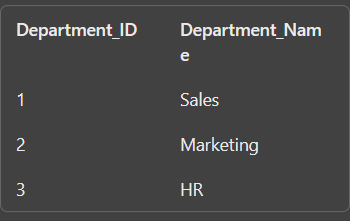 Department_ID Department_Nam
e
1 Sales
2 Marketing
3 HR